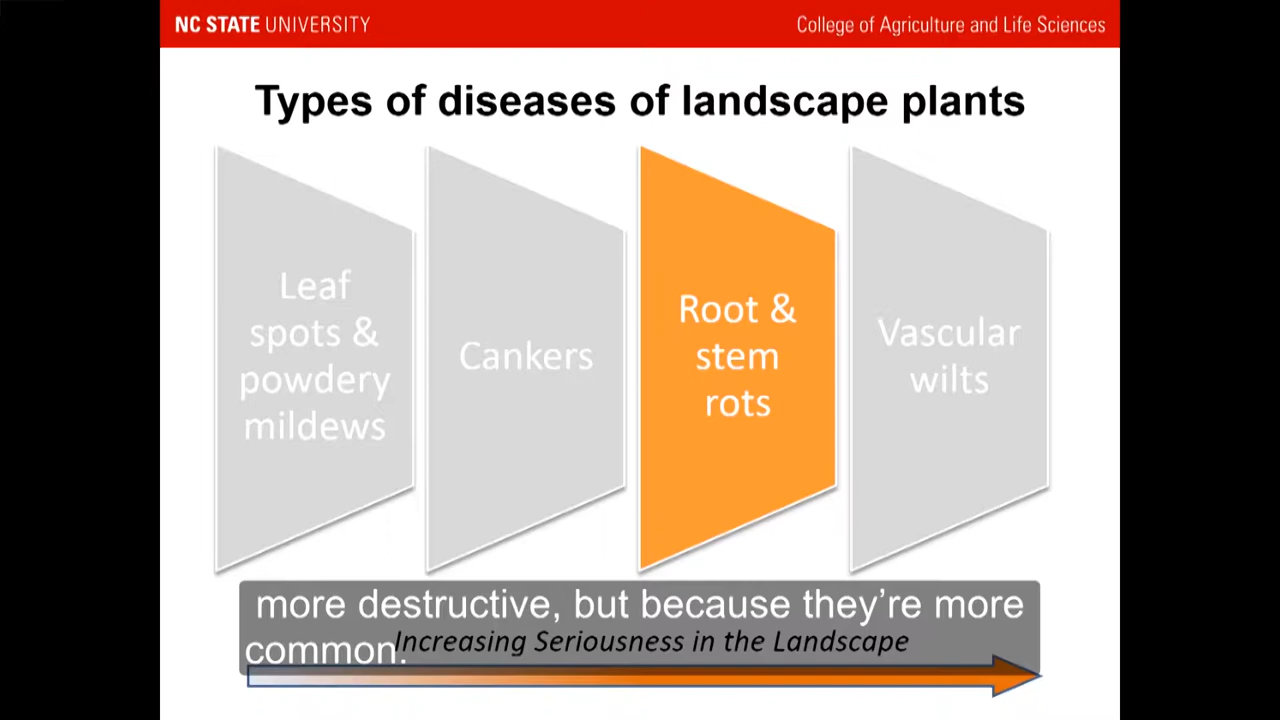 NC STATE UNIVERSITY
College of Agriculture and Life Sciences
Types of diseases of landscape plants
Leaf
spots &
powdery
mildews
Cankers
Root &
stem
rots
Vascular
wilts
more destructive, but because they’re more
common.
Increasing Seriousness in the Landscape